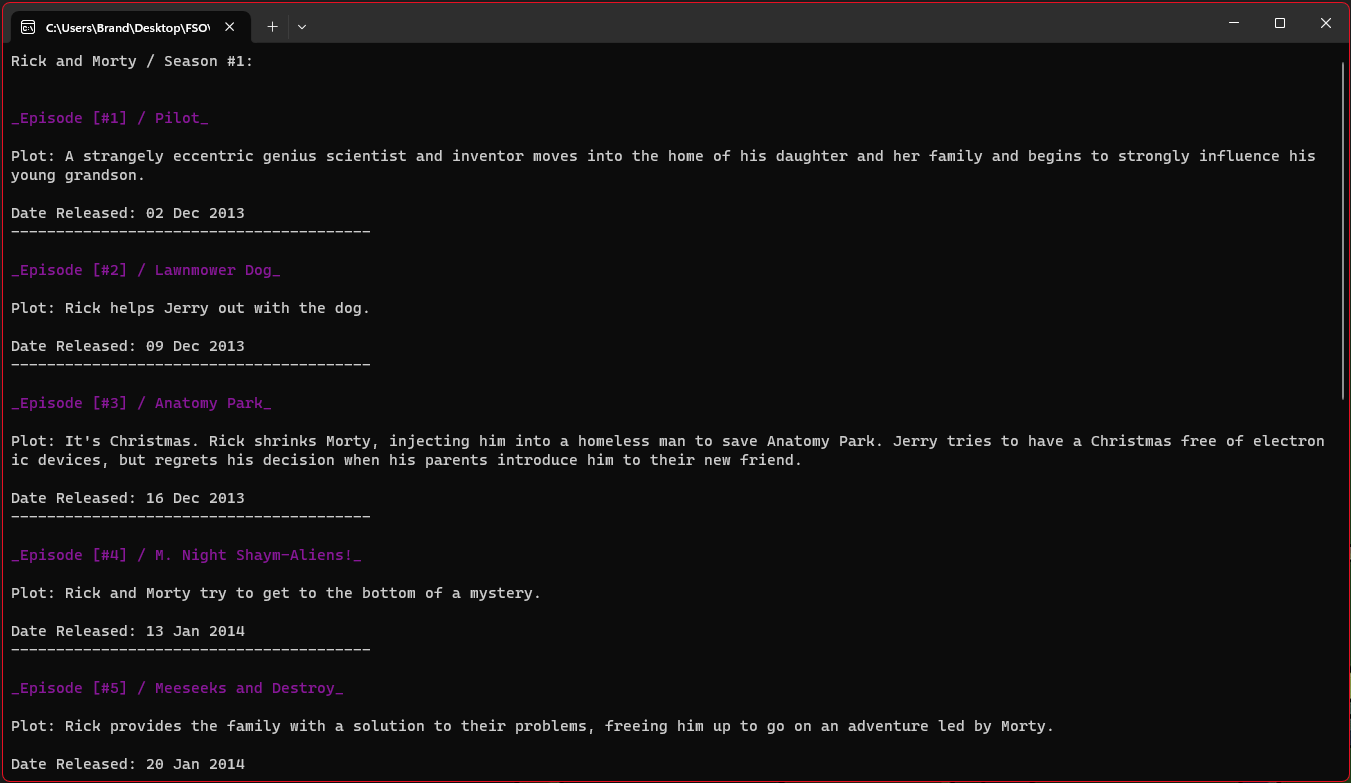 C:\Users\Brand\Desktop\FSO\
Rick and Morty / Season #1:
_Episode [#1] / Pilot_
Plot: A strangely eccentric genius scientist and inventor moves into the home of his daughter and her family and begins to strongly influence his
young grandson.
Date Released: 02 Dec 2013
----------------------------------------
_Episode [#2] / Lawnmower Dog_
Plot: Rick helps Jerry out with the dog.
Date Released: 09 Dec 2013
----------------------------------------
_Episode [#3] / Anatomy Park_
Plot: It's Christmas. Rick shrinks Morty, injecting him into a homeless man to save Anatomy Park. Jerry tries to have a Christmas free of electron
ic devices, but regrets his decision when his parents introduce him to their new friend.
Date Released: 16 Dec 2013
----------------------------------------
_Episode [#4] / M. Night Shaym-Aliens!_
Plot: Rick and Morty try to get to the bottom of a mystery.
Date Released: 13 Jan 2014
----------------------------------------
_Episode [#5] / Meeseeks and Destroy_
Plot: Rick provides the family with a solution to their problems, freeing him up to go on an adventure led by Morty.
Date Released: 20 Jan 2014